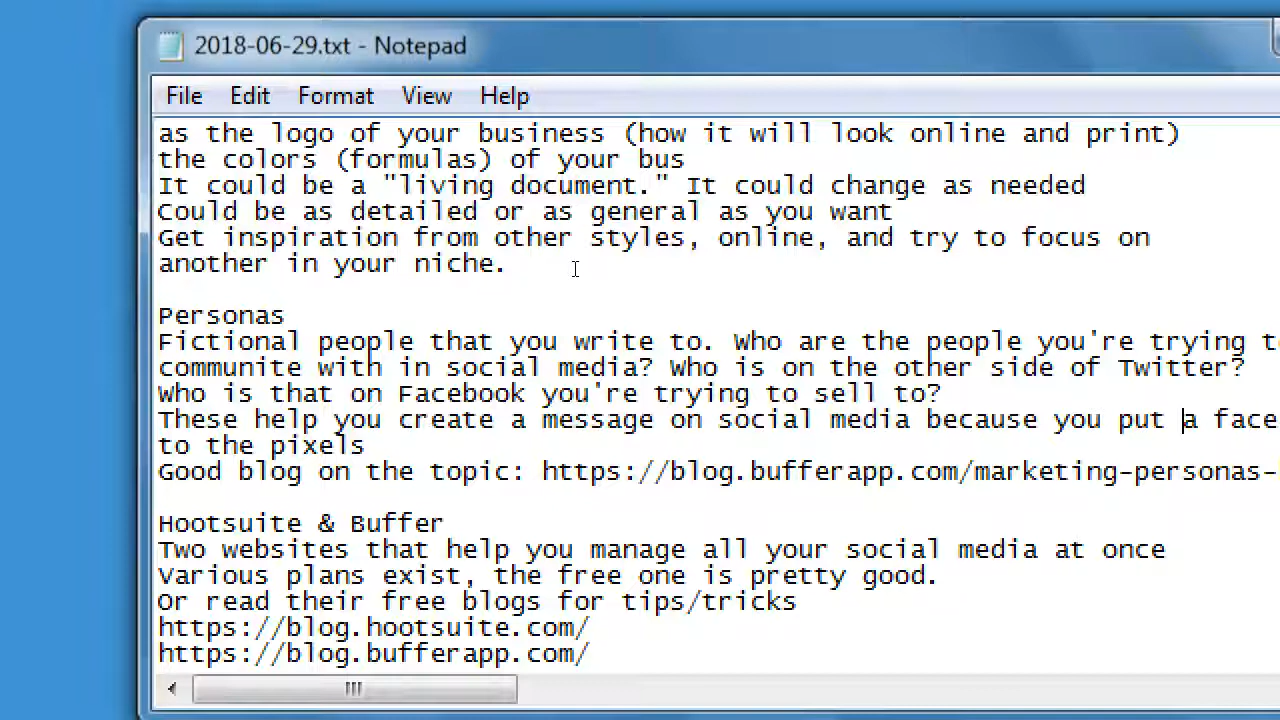 2018-06-29.txt - Notepad
File Edit Format View Help
as the logo of your business (how it will look online and print)
the colors (formulas) of your bus
It could be a "living document." It could change as needed
Could be as detailed or as general as you want
Get inspiration from other styles, online, and try to focus on
another in your niche.
Personas
Fictional people that you write to. Who are the people you're trying
communite with in social media? Who is on the other side of Twitter?
Who is that on Facebook you're trying to sell to?
These help you create a message on social media because you put a face
to the pixels
Good blog on the topic: https://blog.bufferapp.com/marketing-personas-
Hootsuite & Buffer
Two websites that help you manage all your social media at once
Various plans exist, the free one is pretty good.
Or read their free blogs for tips/tricks
https://blog.hootsuite.com/
https://blog.bufferapp.com/